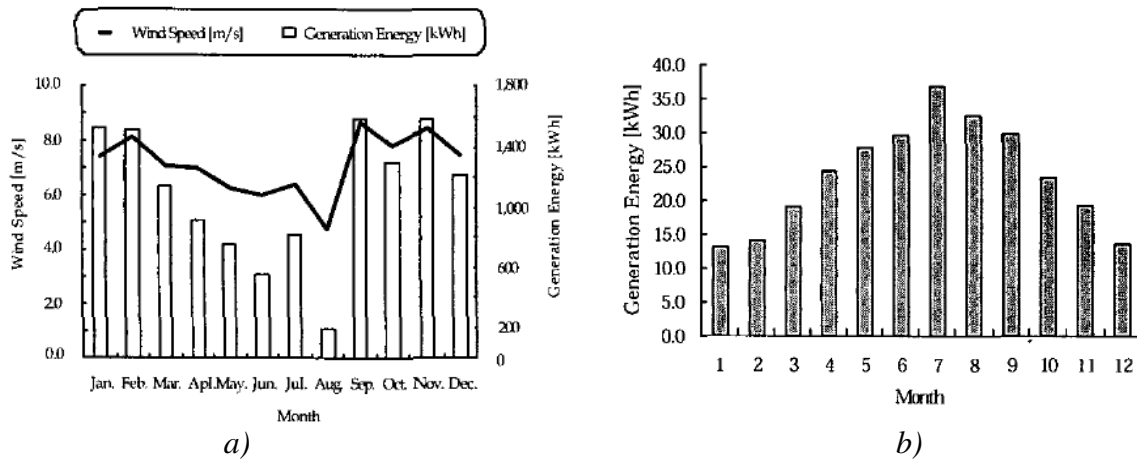 Wind Speed [m/s] Generation Energy [kWh]
10.0
8.0
6.0
4.0
2.0
0.0
Wind Speed [m/s]
1,800
1,400
1,000
600
200
0
Generation Energy [kWh]
Jan. Feb. Mar. Apl. May. Jun. Jul. Aug. Sep. Oct. Nov. Dec.
Month
a)
40.0
35.0
30.0
25.0
20.0
15.0
10.0
5.0
0.0
Generation Energy [kWh]
1 2 3 4 5 6 7 8 9 10 11 12
Month
b)